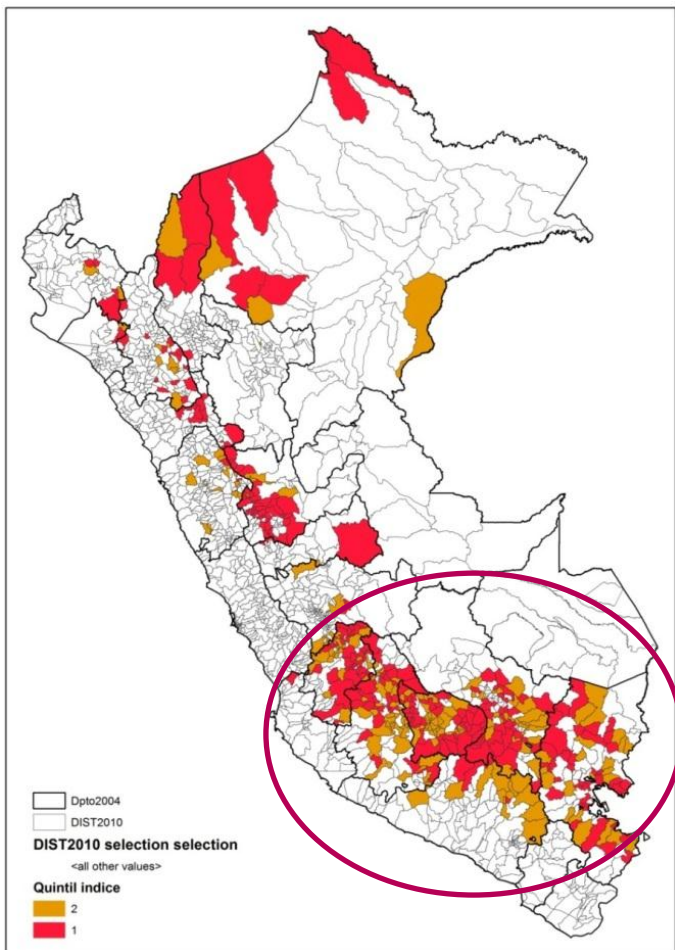 Dpto2004
DIST2010
DIST2010 selection selection
<all other values>
Quintil indice
2
1